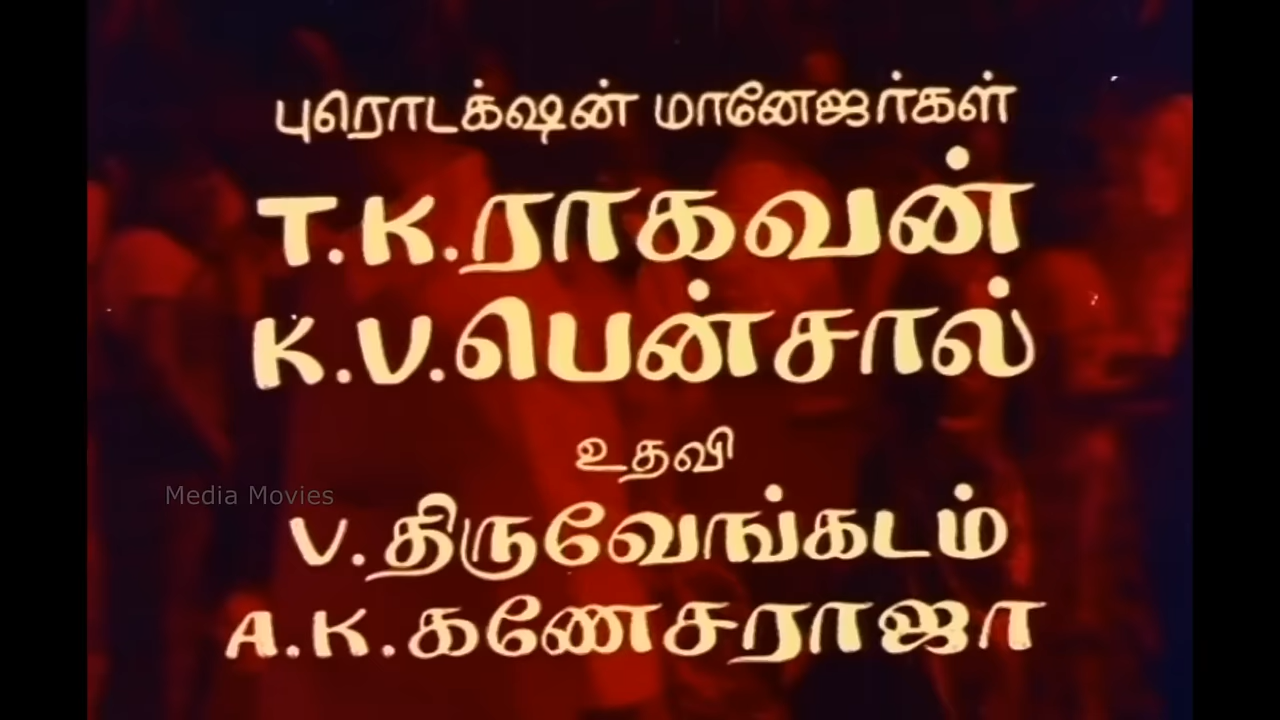 புரொடக்ஷன் மானேஜர்கள்
T.K.ராகவன்
K.V.பென்சால்
உதவி
Media Movies
V.திருவேங்கடம்
A.K.கணேசராஜா